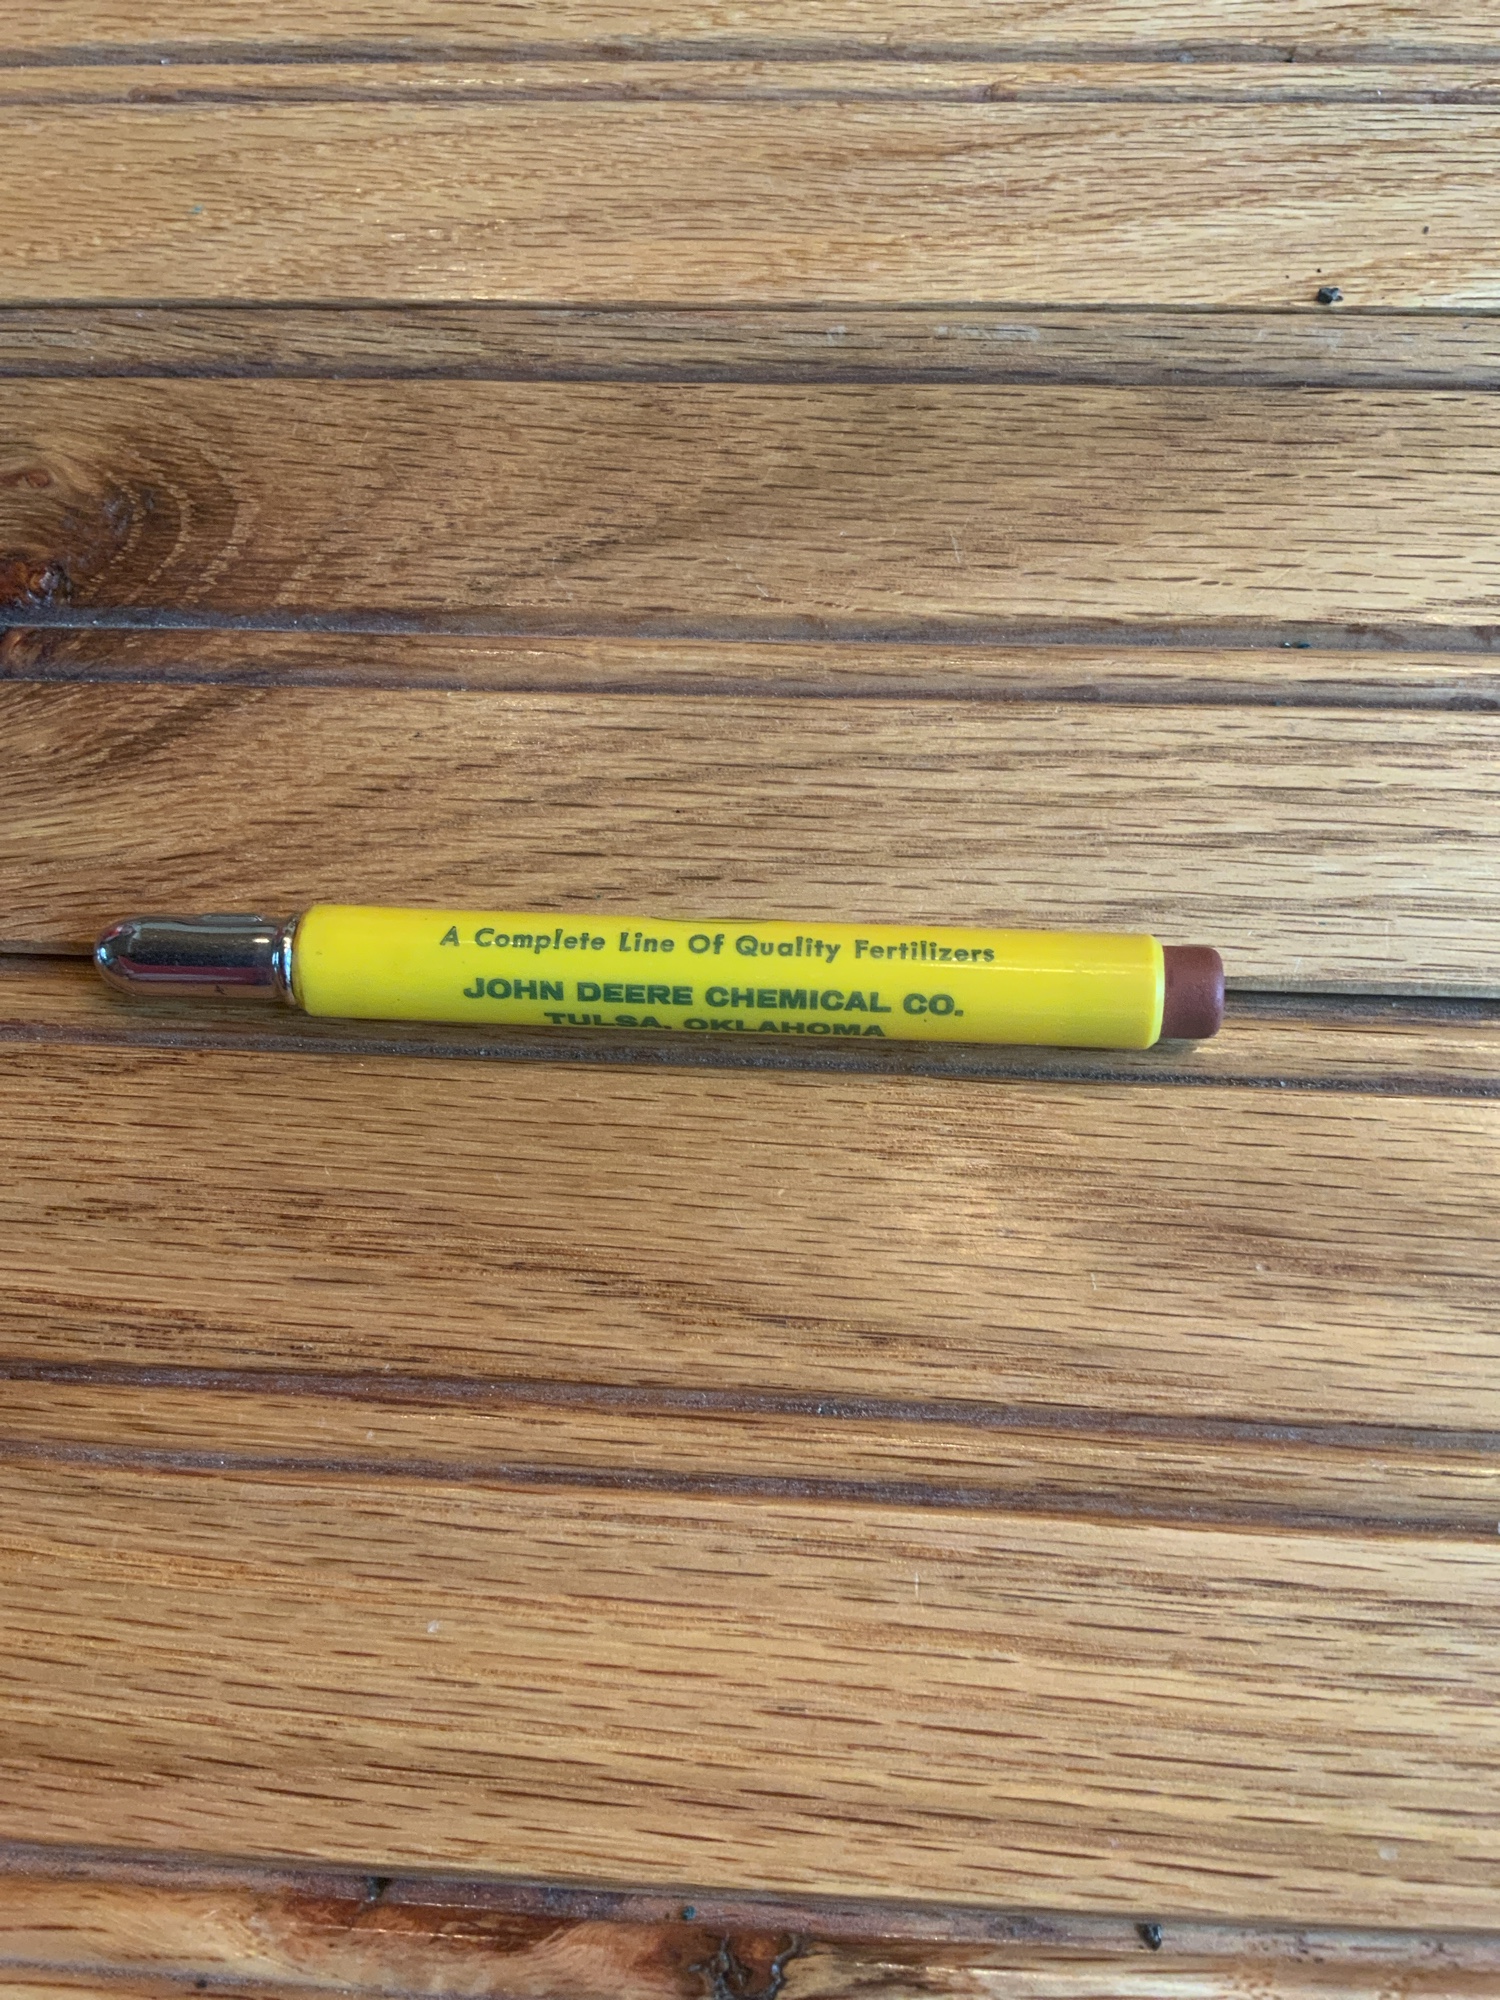 A Complete Line Of Quality Fertilizers
JOHN DEERE CHEMICAL CO.
TULSA, OKLAHOMA